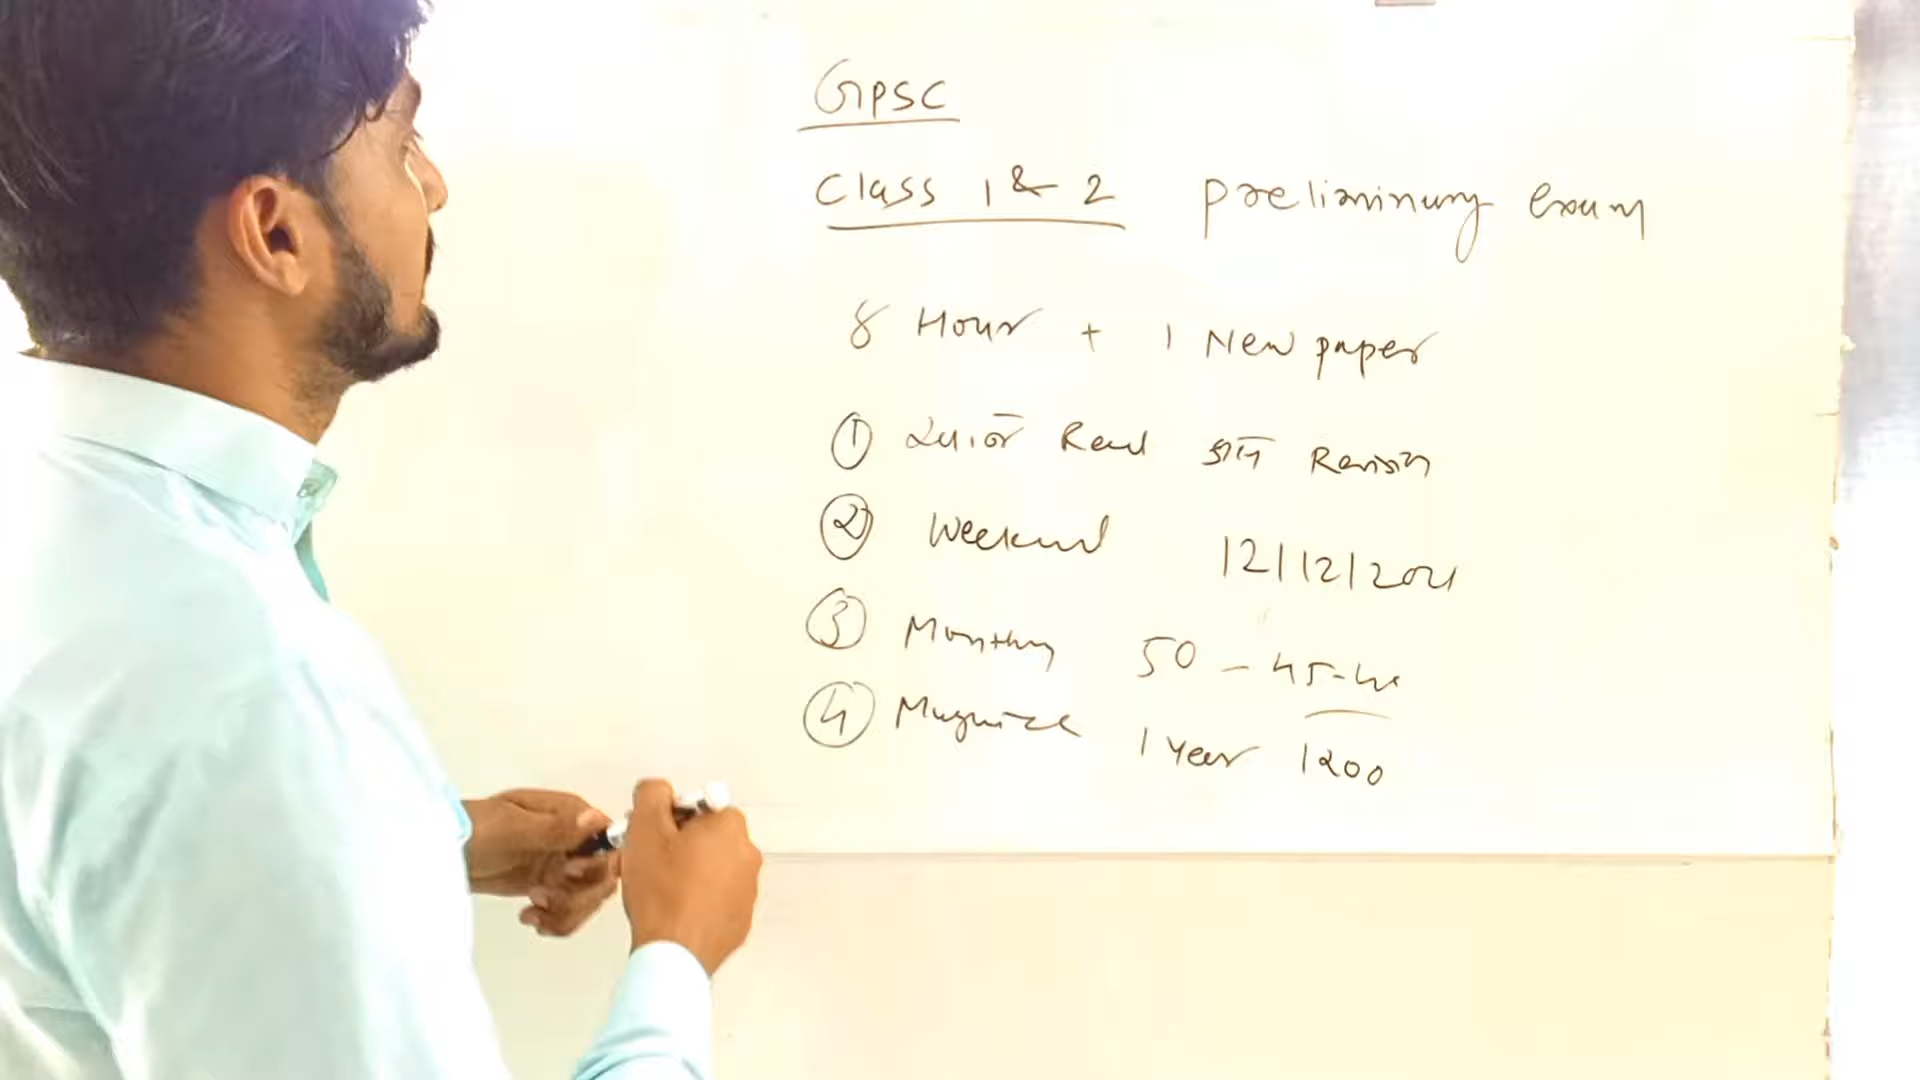 GPSC
Class 1 & 2 preliminary exam
8 Hour + 1 New paper
① સવારે Read સાંજે Revision
② Weekend 12/12/2021
③ Monthly 50 - 45-40
④ Magazine 1 Year 1200